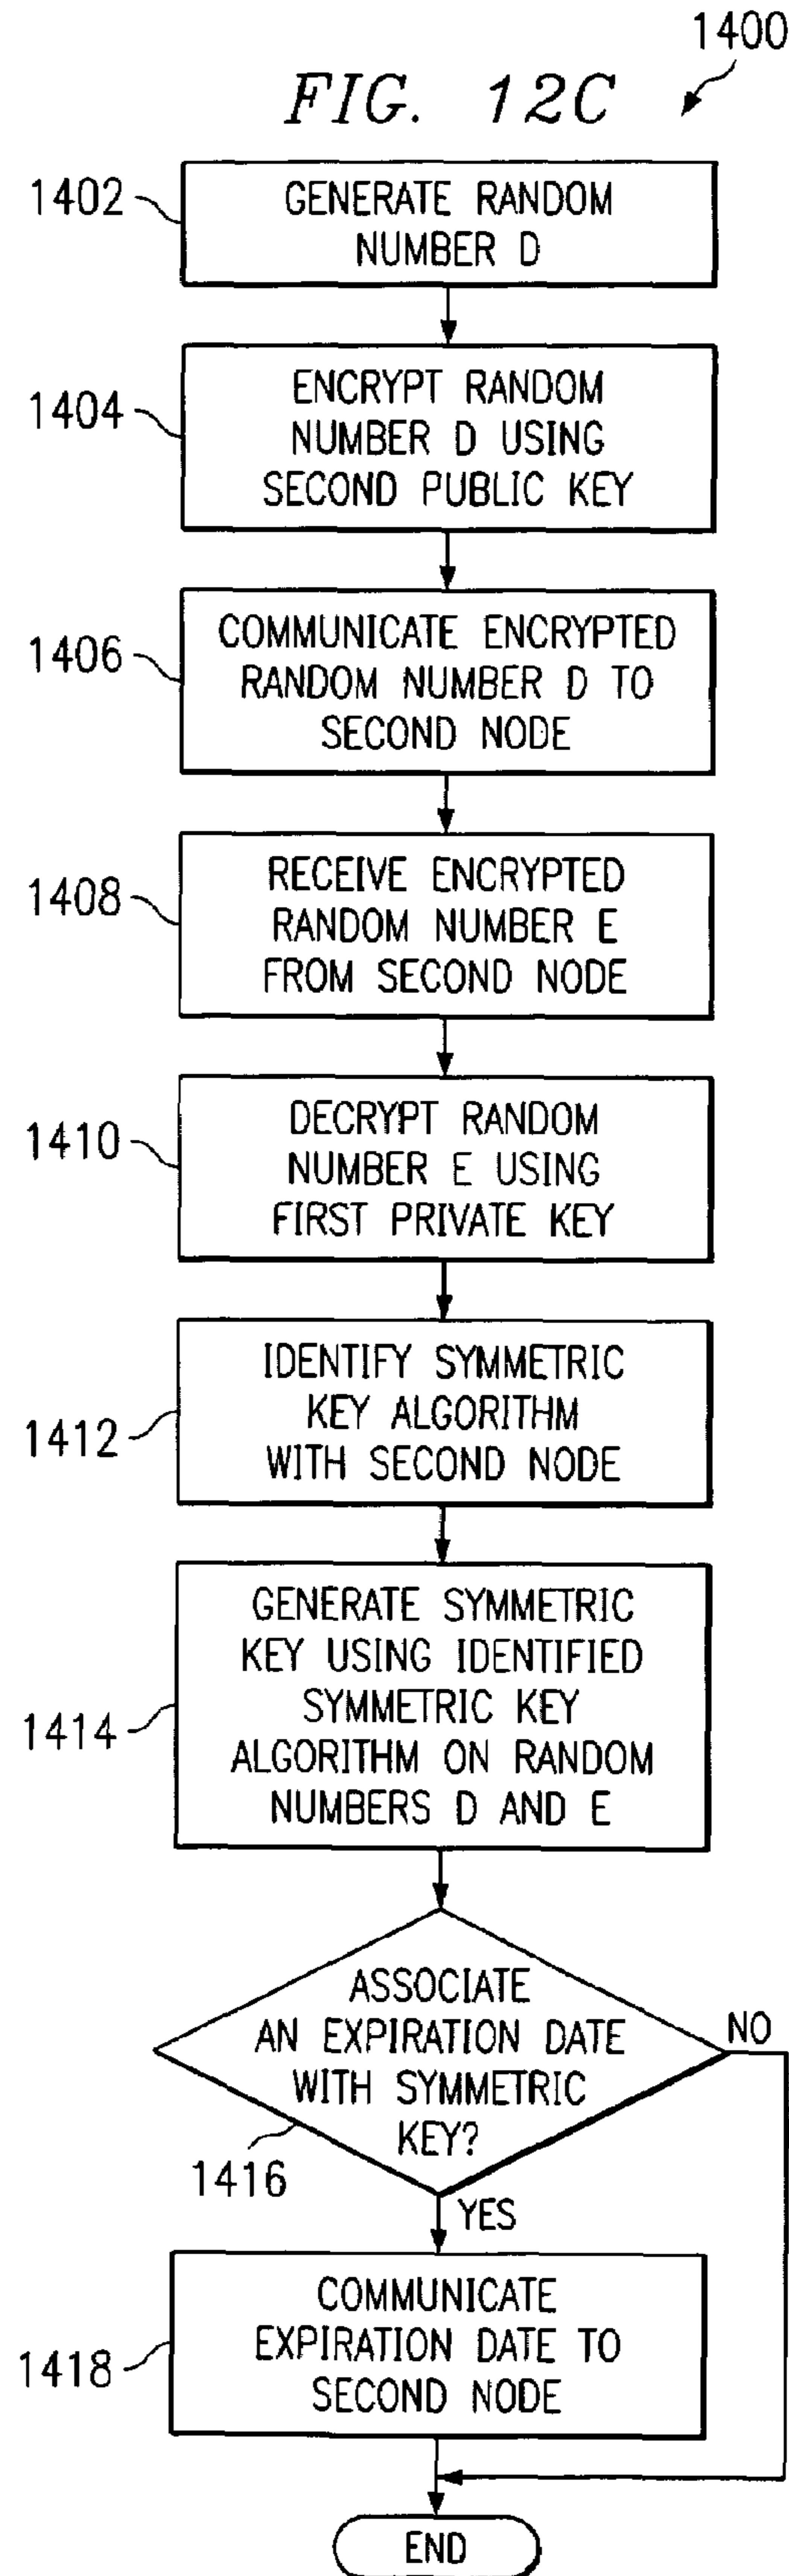 1400
FIG. 12C
1402
GENERATE RANDOM
NUMBER D
1404
ENCRYPT RANDOM
NUMBER D USING
SECOND PUBLIC KEY
1406
COMMUNICATE ENCRYPTED
RANDOM NUMBER D TO
SECOND NODE
1408
RECEIVE ENCRYPTED
RANDOM NUMBER E
FROM SECOND NODE
1410
DECRYPT RANDOM
NUMBER E USING
FIRST PRIVATE KEY
1412
IDENTIFY SYMMETRIC
KEY ALGORITHM
WITH SECOND NODE
1414
GENERATE SYMMETRIC
KEY USING IDENTIFIED
SYMMETRIC KEY
ALGORITHM ON RANDOM
NUMBERS D AND E
ASSOCIATE
AN EXPIRATION DATE
WITH SYMMETRIC
KEY?
NO
1416
YES
1418
COMMUNICATE
EXPIRATION DATE TO
SECOND NODE
END